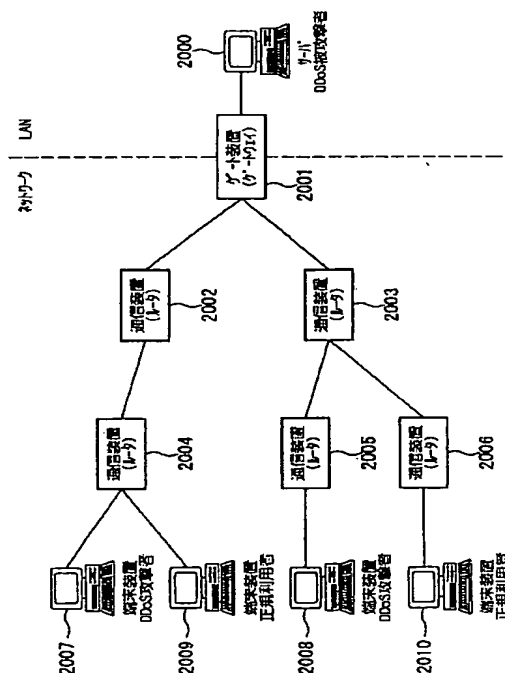 ネットワーク
LAN
2000
サーバ
DDoS被攻撃者
ゲート装置
(ゲートウェイ)
2001
通信装置
(ルータ)
2002
通信装置
(ルータ)
2003
通信装置
(ルータ)
2004
通信装置
(ルータ)
2005
通信装置
(ルータ)
2006
2007
端末装置
DDoS攻撃者
2009
端末装置
正規利用者
2008
端末装置
DDoS攻撃者
2010
端末装置
正規利用者